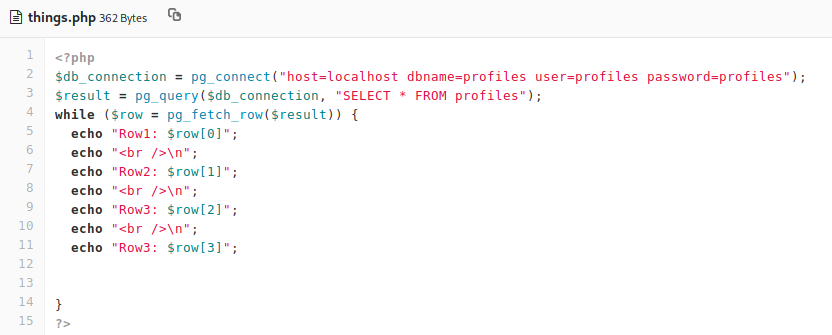 things.php 362 Bytes
1 <?php
2 $db_connection = pg_connect("host=localhost dbname=profiles user=profiles password=profiles");
3 $result = pg_query($db_connection, "SELECT * FROM profiles");
4 while ($row = pg_fetch_row($result)) {
5   echo "Row1: $row[0]";
6   echo "<br />\n";
7   echo "Row2: $row[1]";
8   echo "<br />\n";
9   echo "Row3: $row[2]";
10   echo "<br />\n";
11   echo "Row3: $row[3]";
12
13
14 }
15 ?>